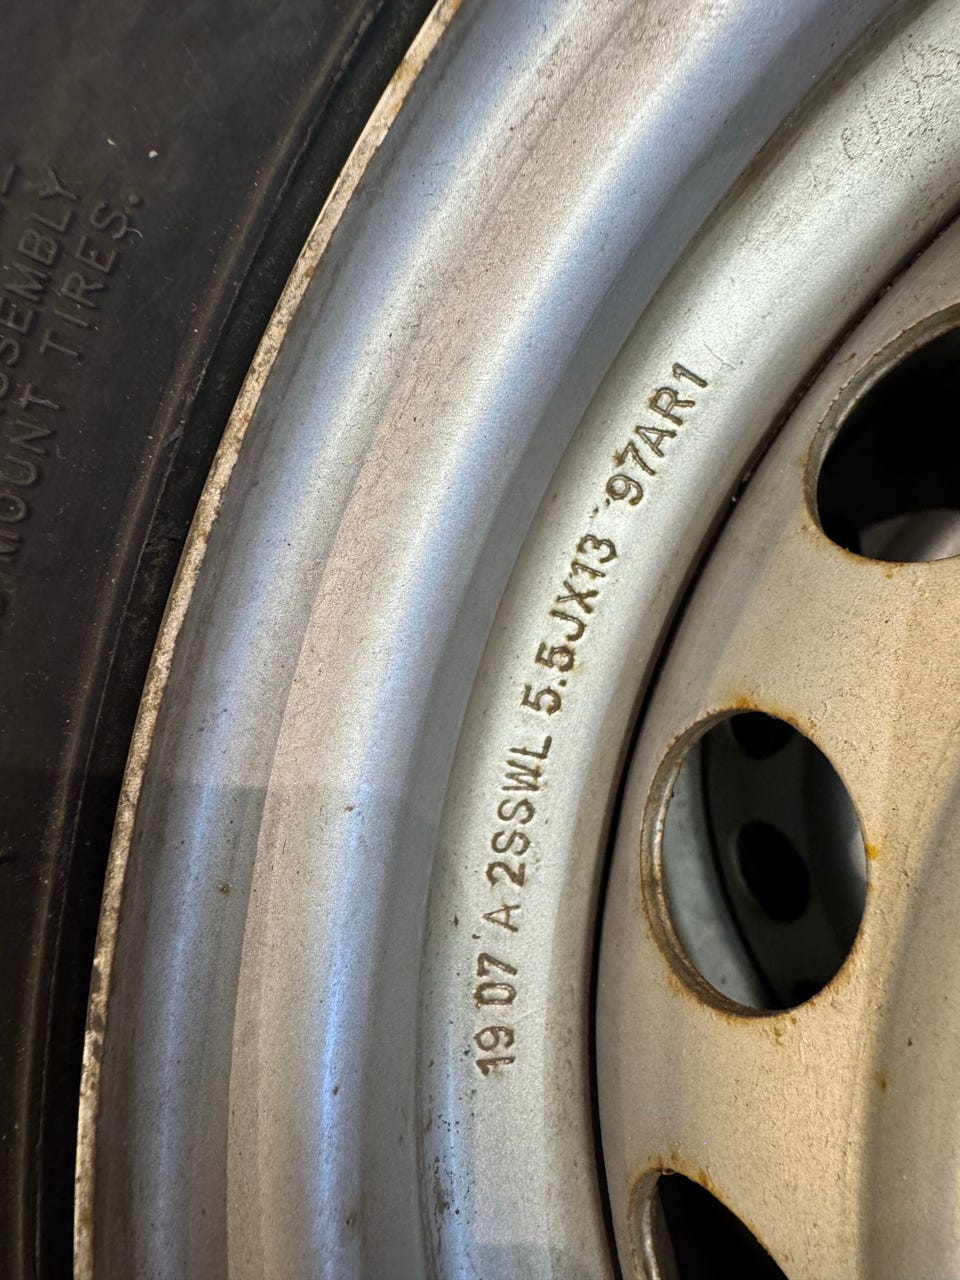 ASSEMBLY
MOUNT TIRES.
19 07 A 2SSWL 5.5JX13 97AR1